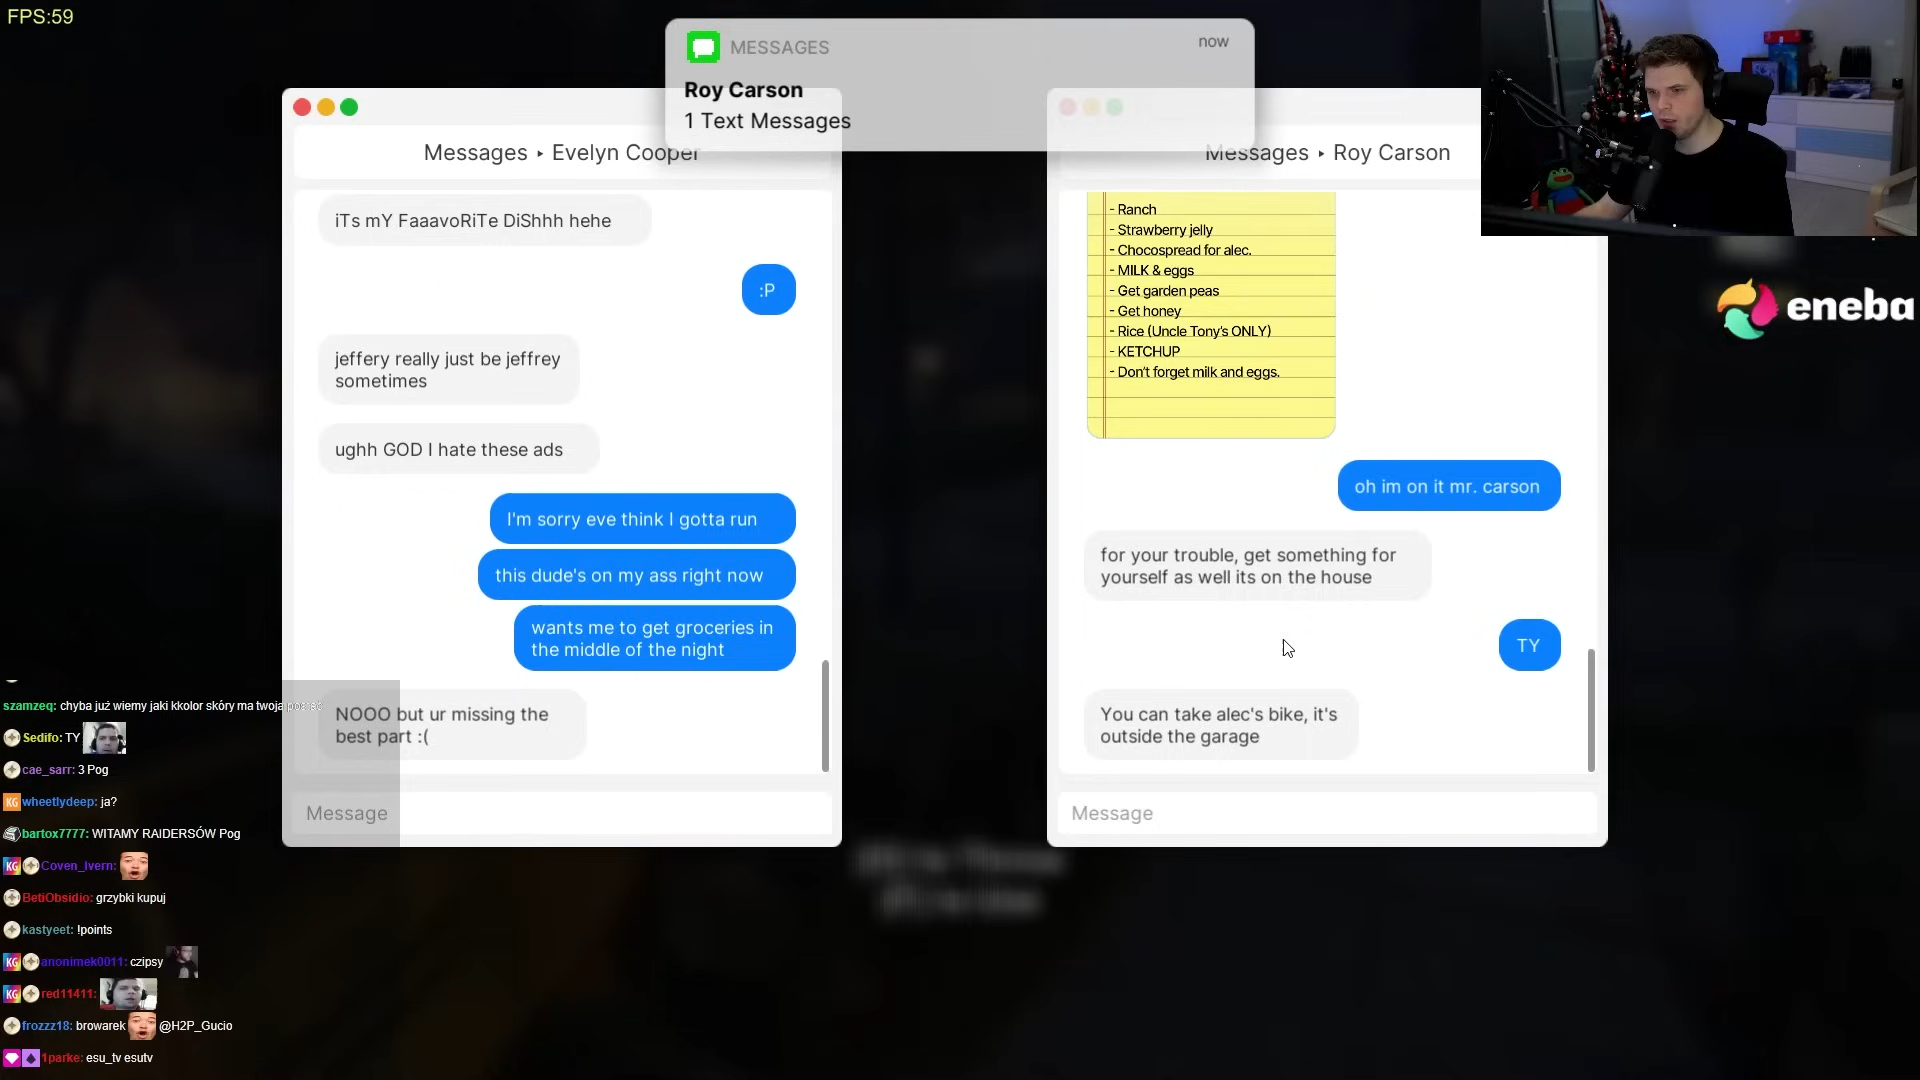 FPS:59
MESSAGES
now
Roy Carson
1 Text Messages
Messages ▸ Evelyn Cooper
iTs mY FaaavoRiTe DiShhh hehe
:P
jeffery really just be jeffrey
sometimes
ughh GOD I hate these ads
I'm sorry eve think I gotta run
this dude's on my ass right now
wants me to get groceries in
the middle of the night
NOOO but ur missing the
best part :(
Message
Messages ▸ Roy Carson
- Ranch
- Strawberry jelly
- Chocospread for alec.
- MILK & eggs
- Get garden peas
- Get honey
- Rice (Uncle Tony's ONLY)
- KETCHUP
- Don't forget milk and eggs.
oh im on it mr. carson
for your trouble, get something for
yourself as well its on the house
TY
You can take alec's bike, it's
outside the garage
Message
eneba
szamzeq: chyba już wiemy jaki kkolor skóry ma twoja postać
Sedifo: TY
cae_sarr: 3 Pog
KG wheetlydeep: ja?
bartox7777: WITAMY RAIDERSÓW Pog
KG Coven_Ivern:
BetiObsidio: grzybki kupuj
kastyeet: !points
KG anonimek0011: czipsy
KG red11411:
frozzz18: browarek @H2P_Gucio
1parke: esu_tv esutv